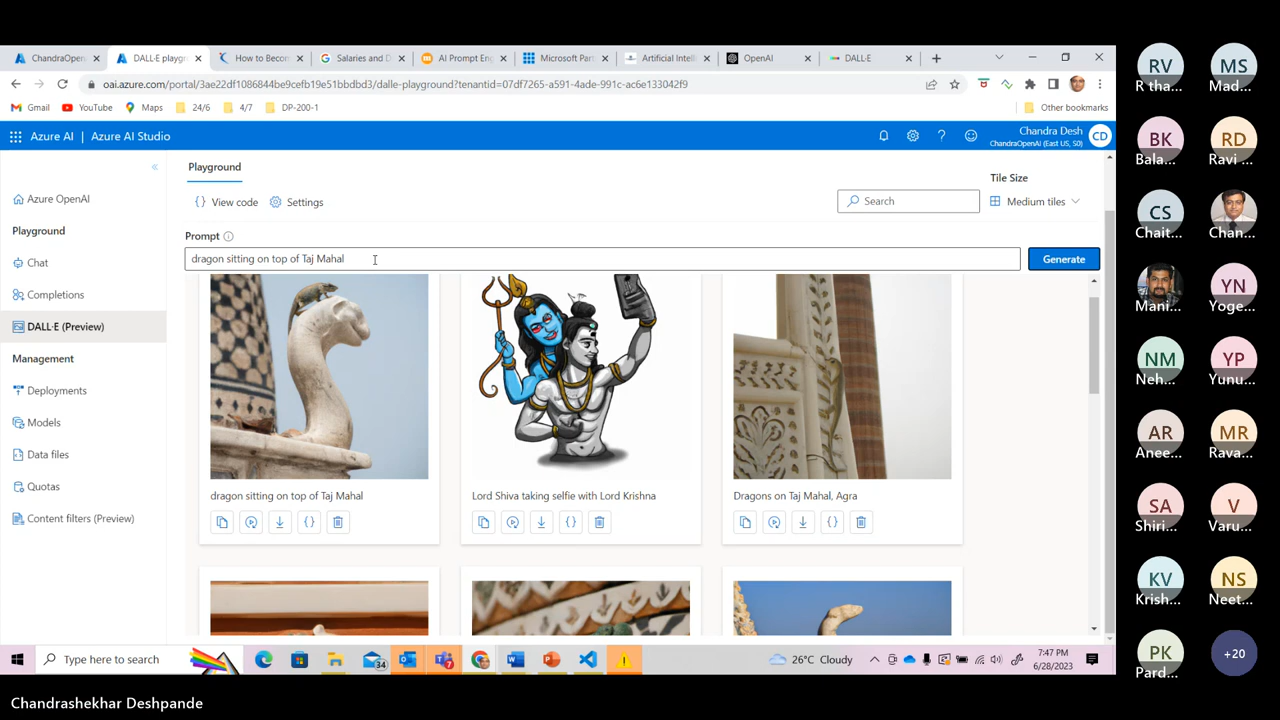 ChandraOpen
DALL·E playgr
How to Becon
Salaries and D
AI Prompt En
Microsoft Par
Artificial Intelli
OpenAI
DALL-E
oai.azure.com/portal/3ae22df1086844be9cefb19e51bbdbd3/dalle-playground?tenantid=07df7265-a591-4ade-991c-ac6e133042f9
Gmail
YouTube
Maps
24/6
4/7
DP-200-1
Other bookmarks
Azure AI | Azure AI Studio
Chandra Desh
ChandraOpenAI (East US, S0)
CD
Azure OpenAI
Playground
Chat
Completions
DALL·E (Preview)
Management
Deployments
Models
Data files
Quotas
Content filters (Preview)
Playground
View code
Settings
Search
Tile Size
Medium tiles
Prompt
dragon sitting on top of Taj Mahal
Generate
dragon sitting on top of Taj Mahal
Lord Shiva taking selfie with Lord Krishna
Dragons on Taj Mahal, Agra
Type here to search
34
26°C Cloudy
7:47 PM
6/28/2023
RV
R tha...
MS
Mad...
BK
Bala...
RD
Ravi ...
CS
Chait...
Chan...
Mani...
YN
Yoge...
NM
Neh...
YP
Yunu...
AR
Anee...
MR
Rava...
SA
Shiri...
V
Varu...
KV
Krish...
NS
Neet...
PK
Pard...
+20
Chandrashekhar Deshpande